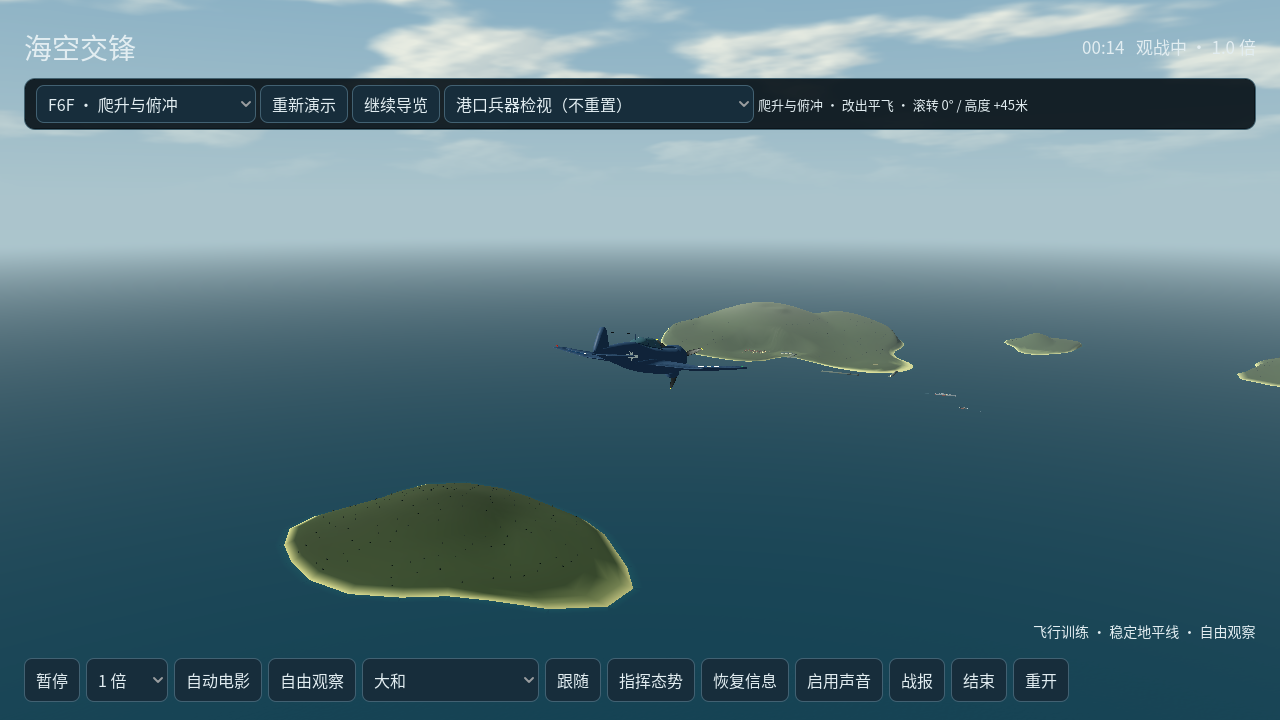 海空交锋
00:14 观战中 · 1.0 倍
F6F · 爬升与俯冲 重新演示 继续导览 港口兵器检视（不重置） 爬升与俯冲 · 改出平飞 · 滚转 0° / 高度 +45米
飞行训练 · 稳定地平线 · 自由观察
暂停 1 倍 自动电影 自由观察 大和 跟随 指挥态势 恢复信息 启用声音 战报 结束 重开